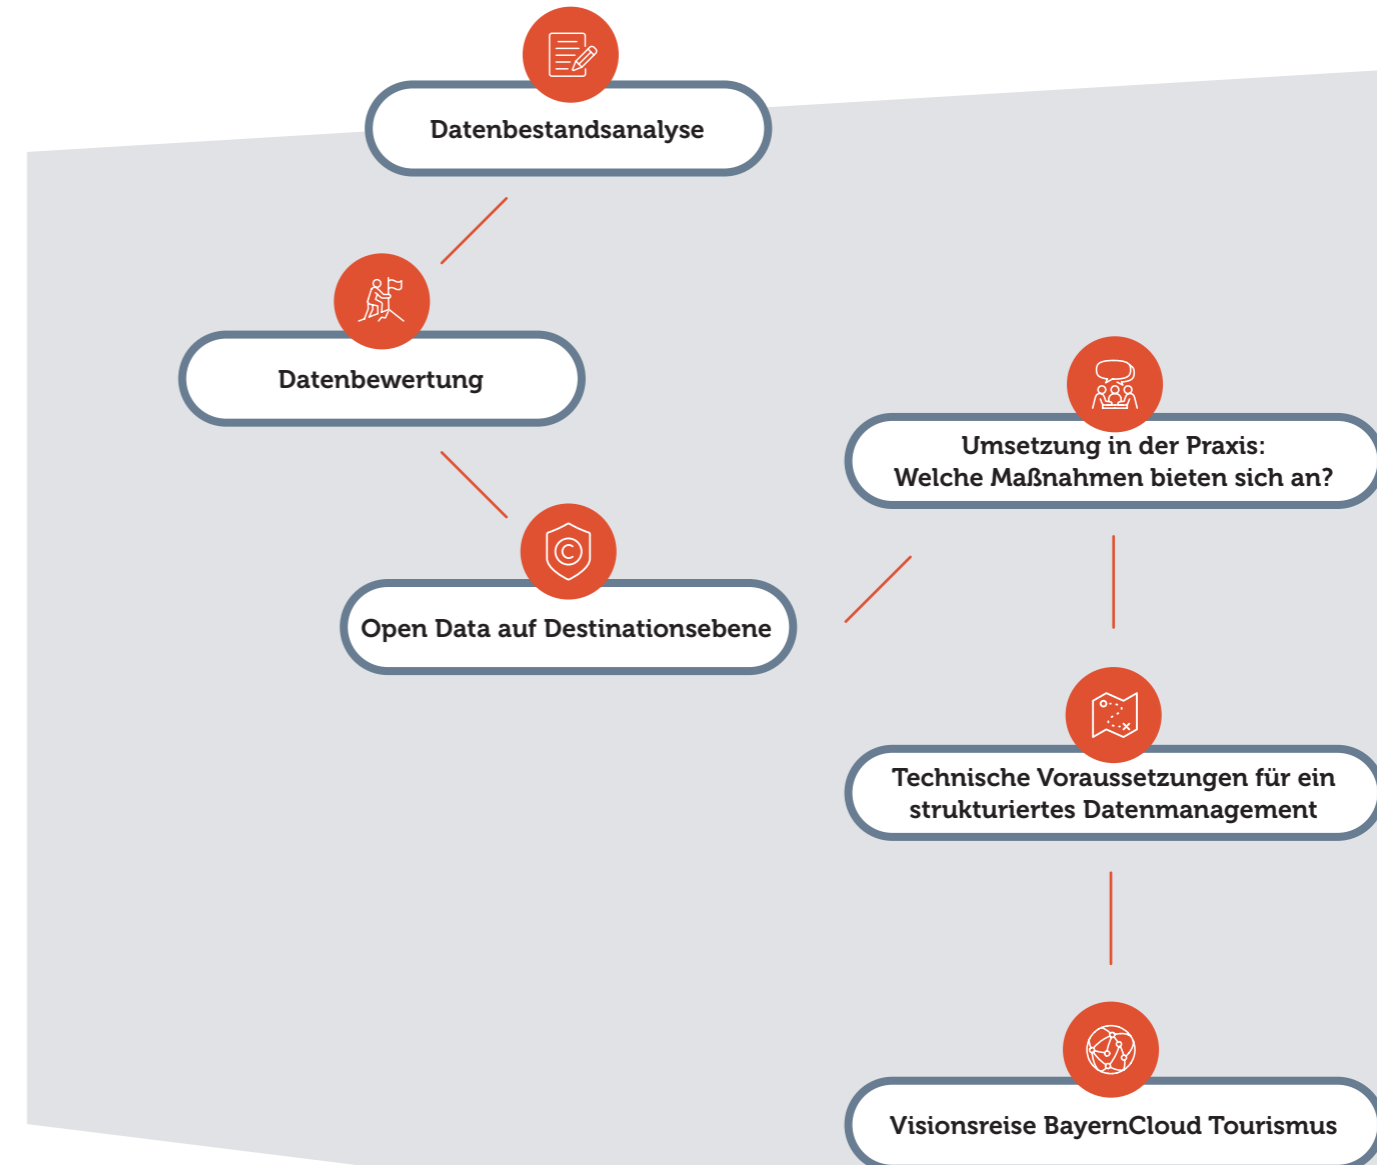 Datenbestandsanalyse
Datenbewertung
Open Data auf Destinationsebene
Umsetzung in der Praxis:
Welche Maßnahmen bieten sich an?
Technische Voraussetzungen für ein
strukturiertes Datenmanagement
Visionsreise BayernCloud Tourismus